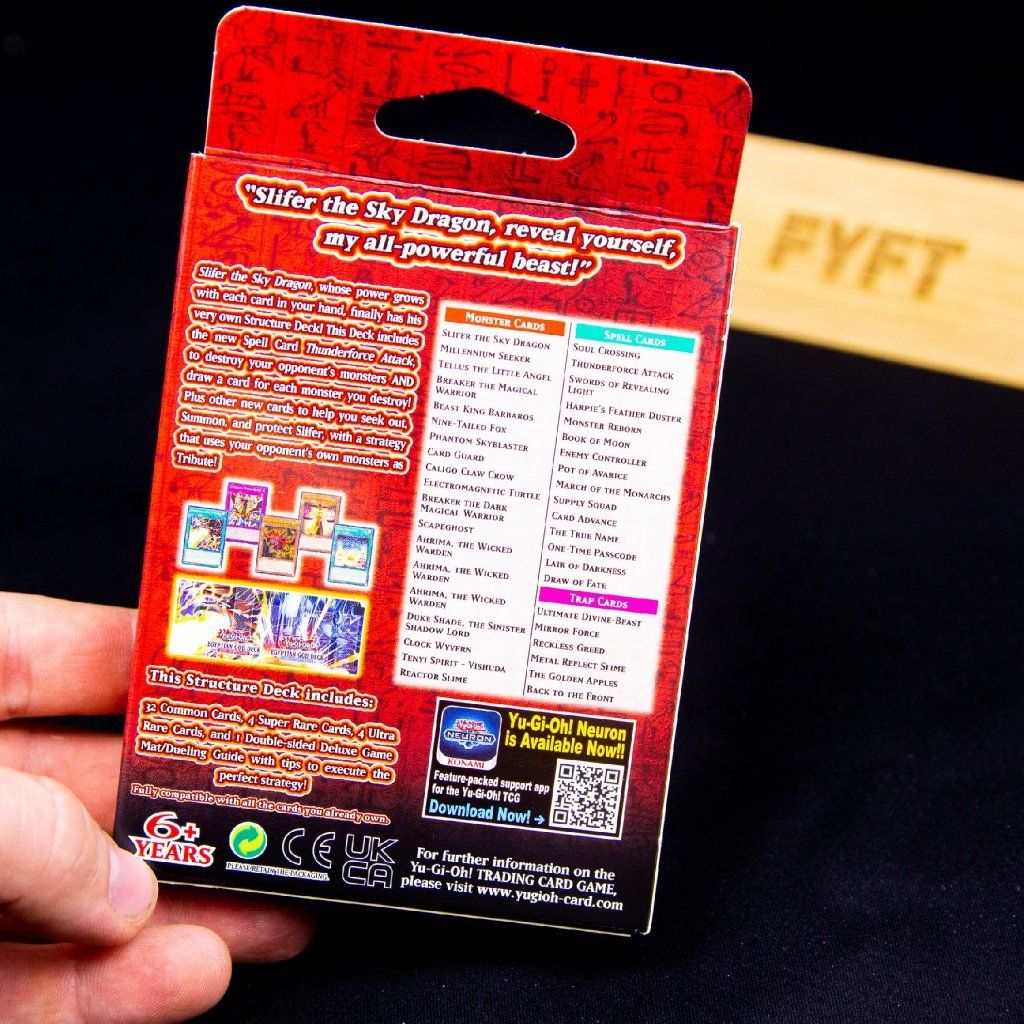 FYFT
"Slifer the Sky Dragon, reveal yourself,
my all-powerful beast!"
Slifer the Sky Dragon, whose power grows
with each card in your hand, finally has his
very own Structure Deck! This Deck includes
the new Spell Card Thunderforce Attack,
to destroy your opponent's monsters AND
draw a card for each monster you destroy!
Plus other new cards to help you seek out,
Summon, and protect Slifer, with a strategy
that uses your opponent's own monsters as
Tribute!
EGYPTIAN GOD DECK
EGYPTIAN GOD DECK
This Structure Deck includes:
32 Common Cards, 4 Super Rare Cards, 4 Ultra
Rare Cards, and 1 Double-sided Deluxe Game
Mat/Dueling Guide with tips to execute the
perfect strategy!
Fully compatible with all the cards you already own.
MONSTER CARDS
SLIFER THE SKY DRAGON
MILLENNIUM SEEKER
TELLUS THE LITTLE ANGEL
BREAKER THE MAGICAL
WARRIOR
BEAST KING BARBAROS
NINE-TAILED FOX
PHANTOM SKYBLASTER
CARD GUARD
CALIGO CLAW CROW
ELECTROMAGNETIC TURTLE
BREAKER THE DARK
MAGICAL WARRIOR
SCAPEGHOST
AHRIMA, THE WICKED
WARDEN
AHRIMA, THE WICKED
WARDEN
AHRIMA, THE WICKED
WARDEN
DUKE SHADE, THE SINISTER
SHADOW LORD
CLOCK WYVERN
TENYI SPIRIT - VISHUDA
REACTOR SLIME
SPELL CARDS
SOUL CROSSING
THUNDERFORCE ATTACK
SWORDS OF REVEALING
LIGHT
HARPIE'S FEATHER DUSTER
MONSTER REBORN
BOOK OF MOON
ENEMY CONTROLLER
POT OF AVARICE
MARCH OF THE MONARCHS
SUPPLY SQUAD
CARD ADVANCE
THE TRUE NAME
ONE-TIME PASSCODE
LAIR OF DARKNESS
DRAW OF FATE
TRAP CARDS
ULTIMATE DIVINE-BEAST
MIRROR FORCE
RECKLESS GREED
METAL REFLECT SLIME
THE GOLDEN APPLES
BACK TO THE FRONT
NEURON
KONAMI
Yu-Gi-Oh! Neuron
is Available Now!!
Feature-packed support app
for the Yu-Gi-Oh! TCG
Download Now! →
6+
YEARS
PLEASE RETAIN THE PACKAGING.
CE
UK
CA
For further information on the
Yu-Gi-Oh! TRADING CARD GAME,
please visit www.yugioh-card.com